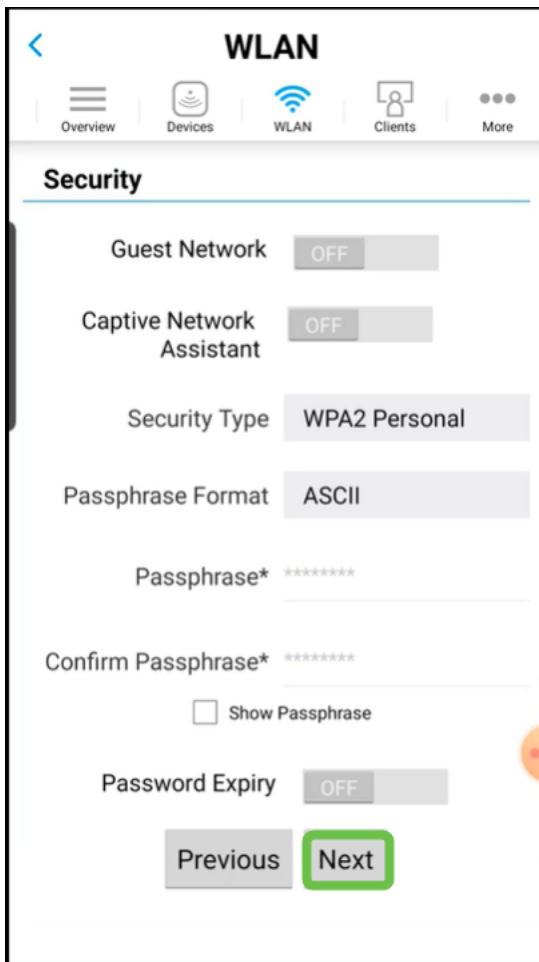 WLAN
Overview Devices WLAN Clients More
Security
Guest Network OFF
Captive Network OFF
Assistant
Security Type WPA2 Personal
Passphrase Format ASCII
Passphrase* ********
Confirm Passphrase* ********
Show Passphrase
Password Expiry OFF
Previous Next